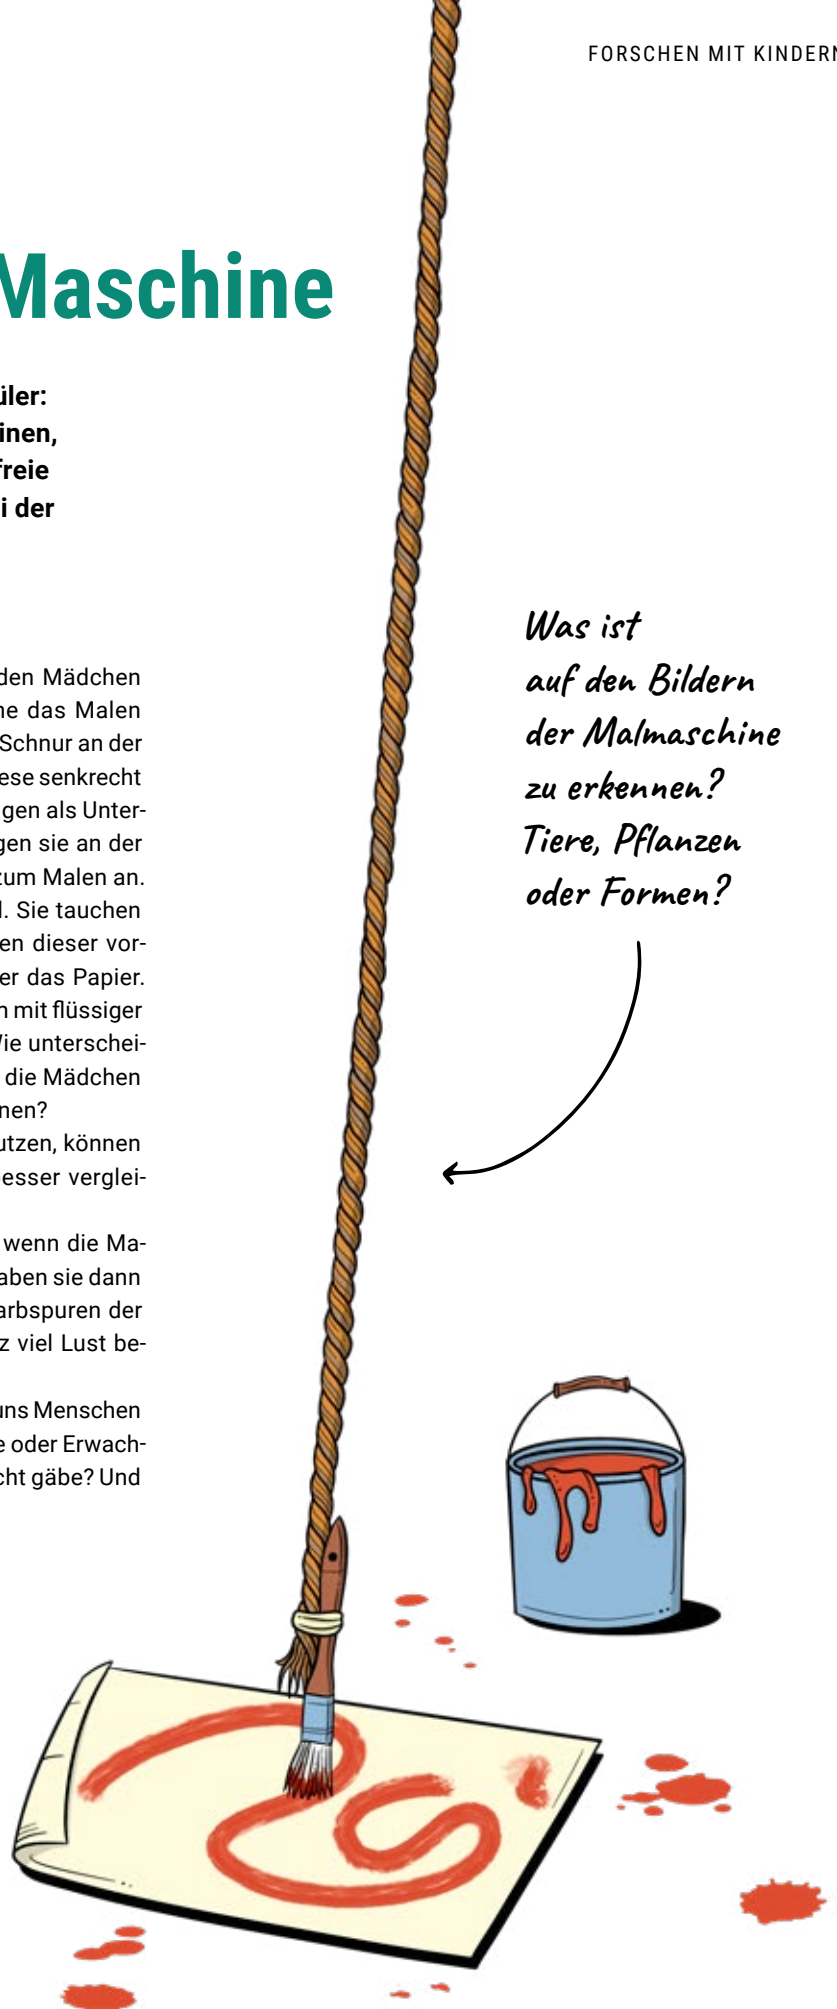 FORSCHEN MIT KINDERN
Maschine
üler:
inen,
freie
i der
den Mädchen
ne das Malen
Schnur an der
ese senkrecht
gen als Unter-
gen sie an der
zum Malen an.
l. Sie tauchen
en dieser vor-
er das Papier.
n mit flüssiger
Wie unterschei-
die Mädchen
nen?
utzen, können
esser verglei-
wenn die Ma-
aben sie dann
arbspuren der
z viel Lust be-
uns Menschen
e oder Erwach-
cht gäbe? Und
Was ist
auf den Bildern
der Malmaschine
zu erkennen?
Tiere, Pflanzen
oder Formen?